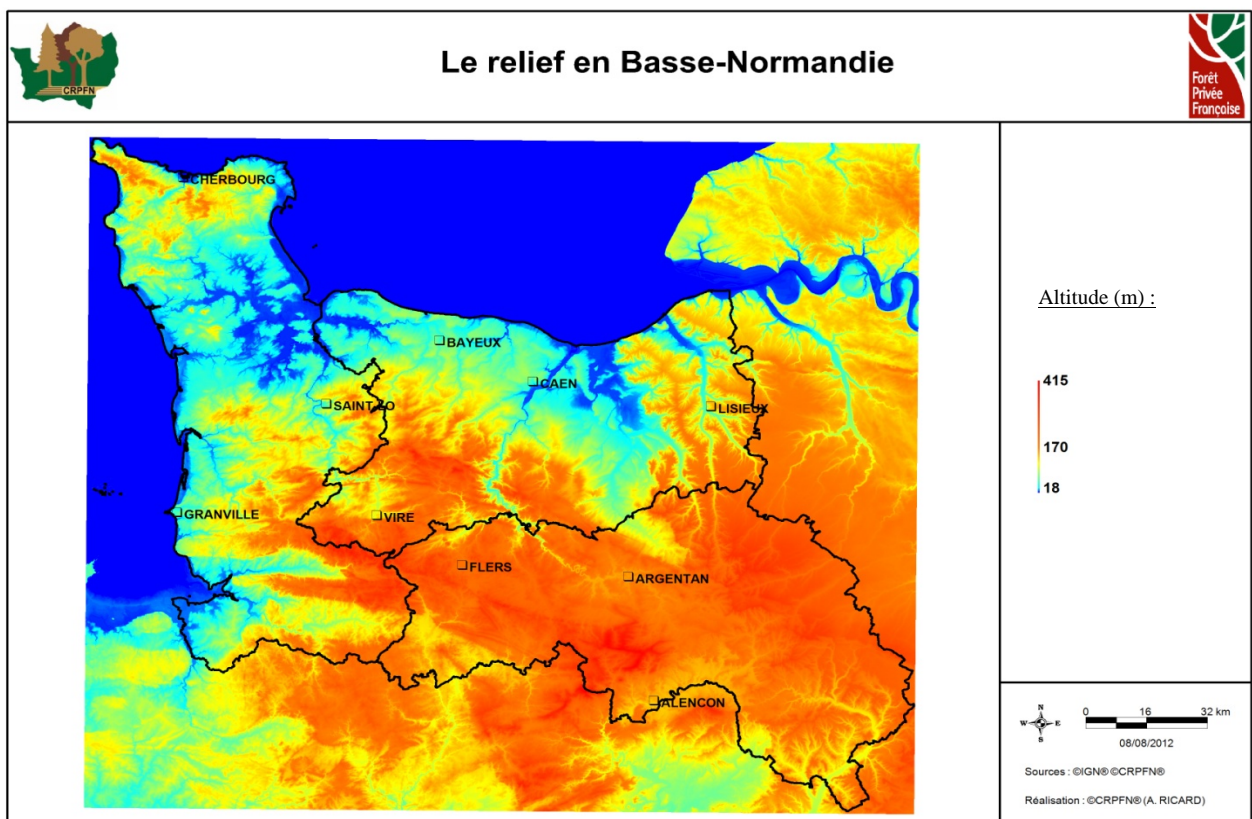 CRPFN
Le relief en Basse-Normandie
Forêt
Privée
Française
CHERBOURG
BAYEUX
CAEN
SAINT LO
LISIEUX
GRANVILLE
VIRE
FLERS
ARGENTAN
ALENCON
Altitude (m) :
415
170
18
N
W E
S
0 16 32 km
08/08/2012
Sources : ©IGN® ©CRPFN®
Réalisation : ©CRPFN® (A. RICARD)